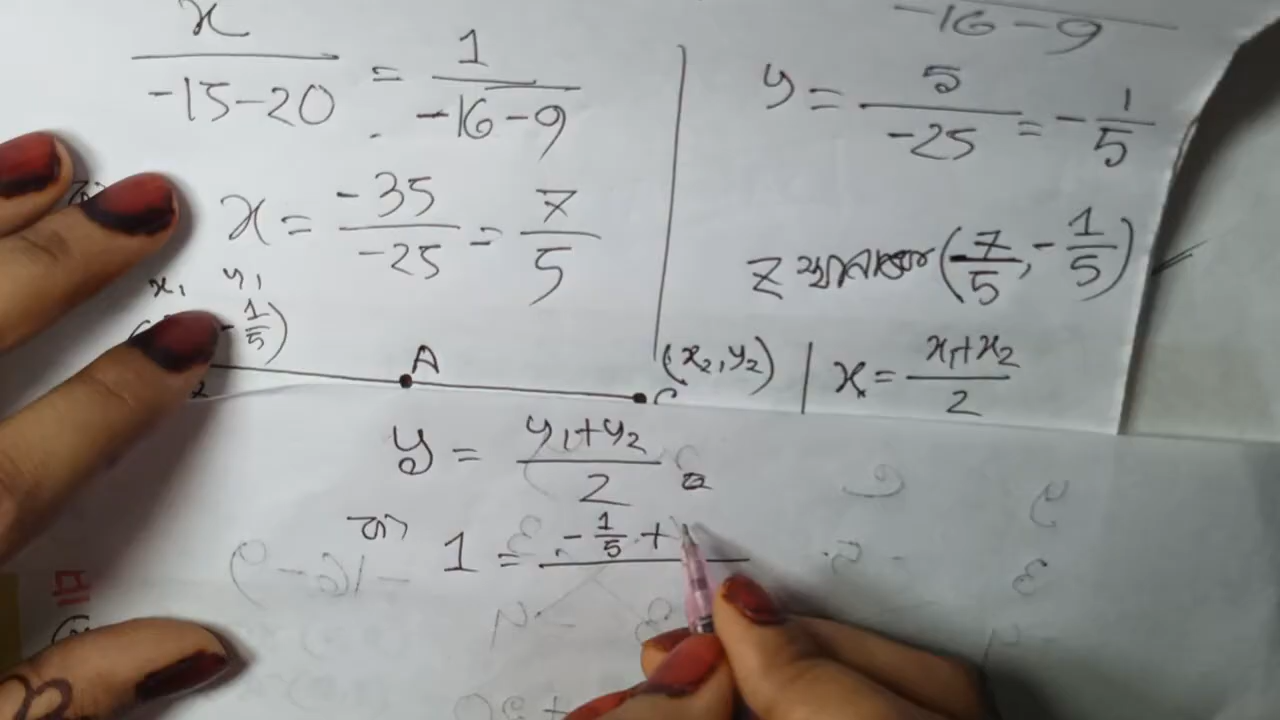 x / -15-20 = 1 / -16-9
x = -35/-25 = 7/5
-16-9
y = 5/-25 = -1/5
(7/5, -1/5)
x₁ y₁
-1/5)
A
C
(x₂, y₂)
x = x₁+x₂ / 2
y = y₁+y₂ / 2
বা 1 = -1/5 +